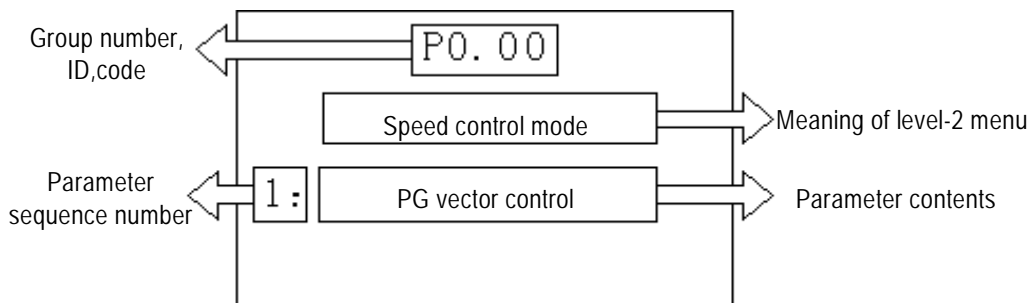 Group number,
ID,code
P0.00
Speed control mode
Meaning of level-2 menu
Parameter
sequence number
1:
PG vector control
Parameter contents